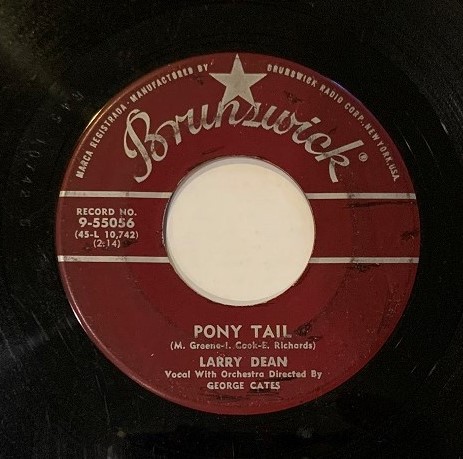 MARCA REGISTRADA · MANUFACTURED BY BRUNSWICK RADIO CORP., NEW YORK, U.S.A.
Brunswick®
RECORD NO.
9-55056
(45-L 10,742)
(2:14)
PONY TAIL
(M. Greene-I. Cook-E. Richards)
LARRY DEAN
Vocal With Orchestra Directed By
GEORGE CATES